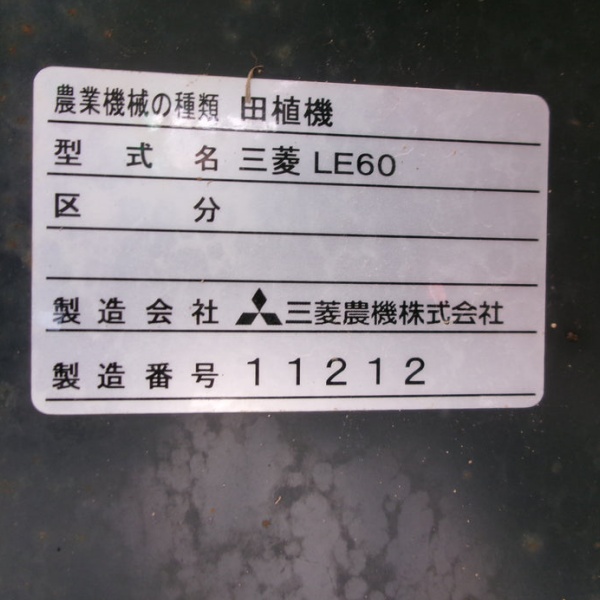 農業機械の種類 田植機
型式名 三菱 LE60
区分
製造会社 三菱農機株式会社
製造番号 11212